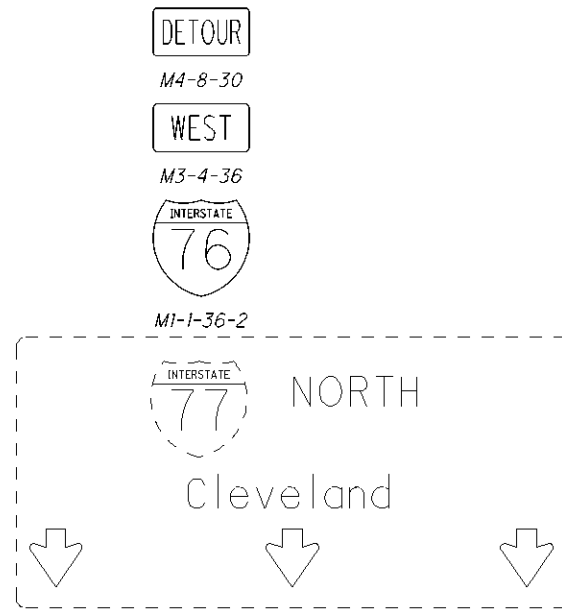 DETOUR
M4-8-30
WEST
M3-4-36
INTERSTATE
76
M1-1-36-2
INTERSTATE
77 NORTH
Cleveland